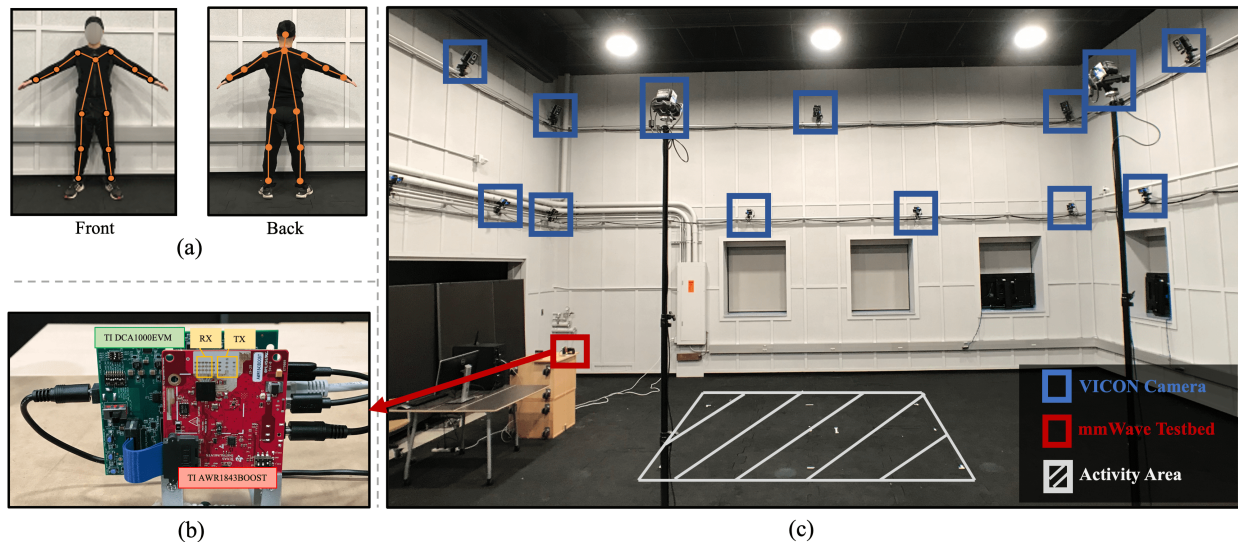 Front
Back
(a)
TI DCA1000EVM
RX
TX
TI AWR1843BOOST
(b)
VICON Camera
mmWave Testbed
Activity Area
(c)